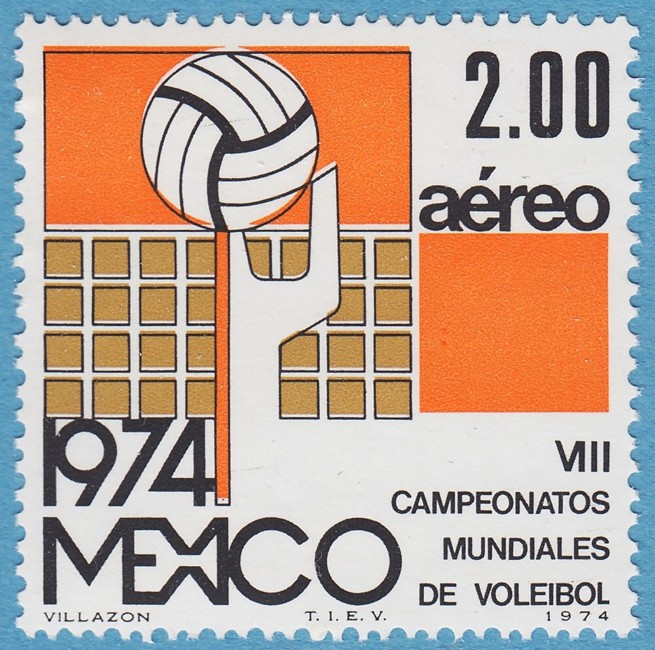 2.00
aéreo
1974
MEXICO
VIII
CAMPEONATOS
MUNDIALES
DE VOLEIBOL
VILLAZON T.I.E.V. 1974